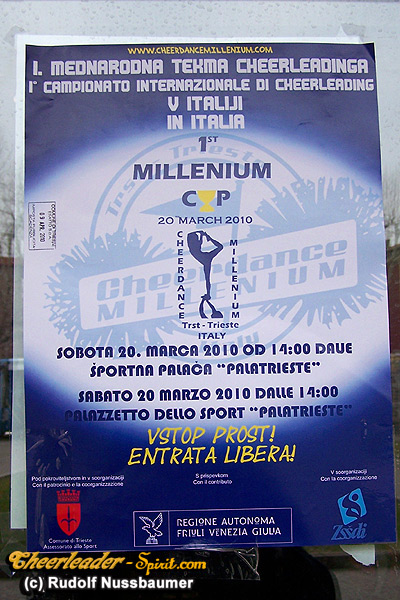 WWW.CHEERDANCEMILLENIUM.COM
I. MEDNARODNA TEKMA CHEERLEADINGA
1° CAMPIONATO INTERNAZIONALE DI CHEERLEADING
V ITALIJI
IN ITALIA
1ST
MILLENIUM
CUP
20 MARCH 2010
CHEERDANCE
MILLENIUM
Trst - Trieste
ITALY
Cheerdance
MILLENIUM
SOBOTA 20. MARCA 2010 OD 14:00 DALJE
ŠPORTNA PALAČA "PALATRIESTE"
SABATO 20 MARZO 2010 DALLE 14:00
PALAZZETTO DELLO SPORT "PALATRIESTE"
VSTOP PROST!
ENTRATA LIBERA!
Pod pokroviteljstvom in v soorganizaciji
Con il patrocinio e la coorganizzazione
S prispevkom
Con il contributo
V soorganizaciji
Con la coorganizzazione
Comune di Trieste
Assessorato allo Sport
REGIONE AUTONOMA
FRIULI VENEZIA GIULIA
Zssdi
Cheerleader-Spirit.com
(c) Rudolf Nussbaumer